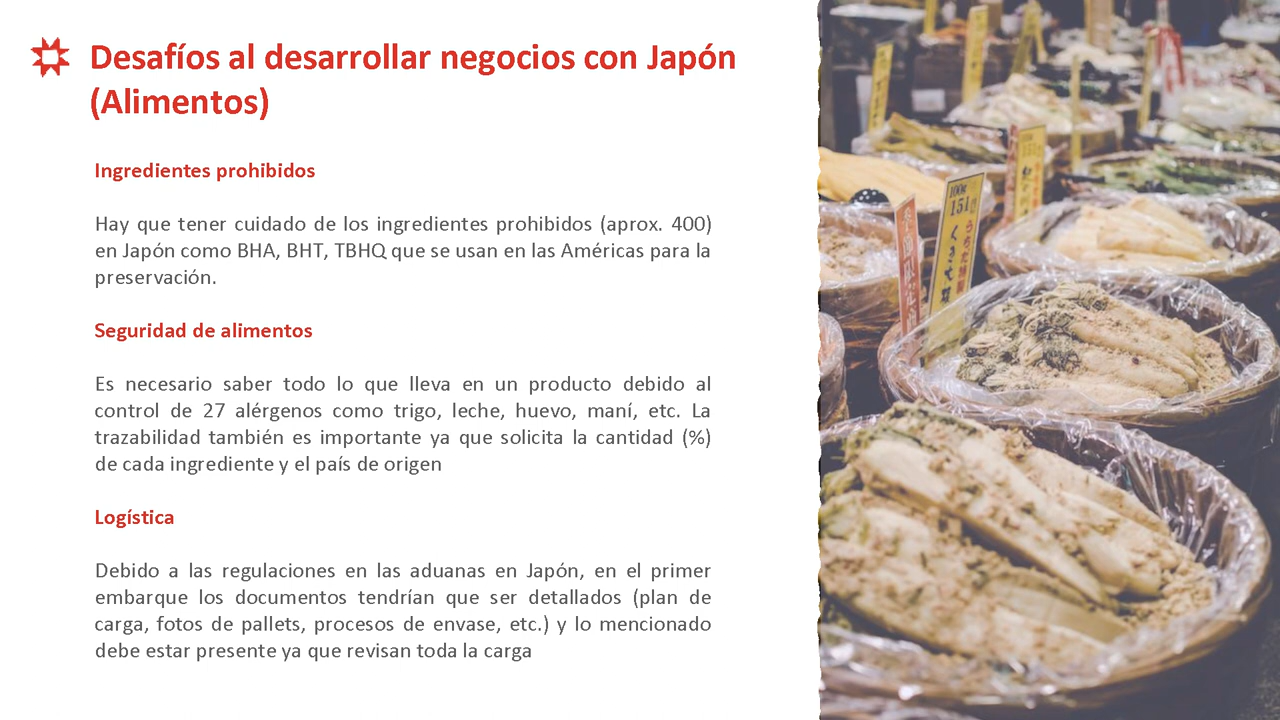 Desafíos al desarrollar negocios con Japón
(Alimentos)
Ingredientes prohibidos
Hay que tener cuidado de los ingredientes prohibidos (aprox. 400)
en Japón como BHA, BHT, TBHQ que se usan en las Américas para la
preservación.
Seguridad de alimentos
Es necesario saber todo lo que lleva en un producto debido al
control de 27 alérgenos como trigo, leche, huevo, maní, etc. La
trazabilidad también es importante ya que solicita la cantidad (%)
de cada ingrediente y el país de origen
Logística
Debido a las regulaciones en las aduanas en Japón, en el primer
embarque los documentos tendrían que ser detallados (plan de
carga, fotos de pallets, procesos de envase, etc.) y lo mencionado
debe estar presente ya que revisan toda la carga
100g
151